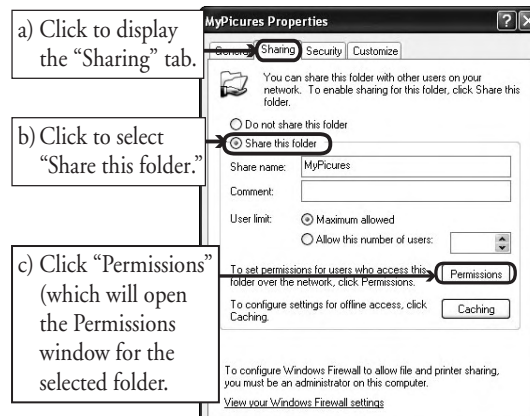 a) Click to display
the “Sharing” tab.
b) Click to select
“Share this folder.”
c) Click “Permissions”
(which will open
the Permissions
window for the
selected folder.
MyPicures Properties
General
Sharing
Security
Customize
You can share this folder with other users on your
network. To enable sharing for this folder, click Share this
folder.
Do not share this folder
Share this folder
Share name:
MyPicures
Comment:
User limit:
Maximum allowed
Allow this number of users:
To set permissions for users who access this
folder over the network, click Permissions.
Permissions
To configure settings for offline access, click
Caching.
Caching
To configure Windows Firewall to allow file and printer sharing,
you must be an administrator on this computer.
View your Windows Firewall settings